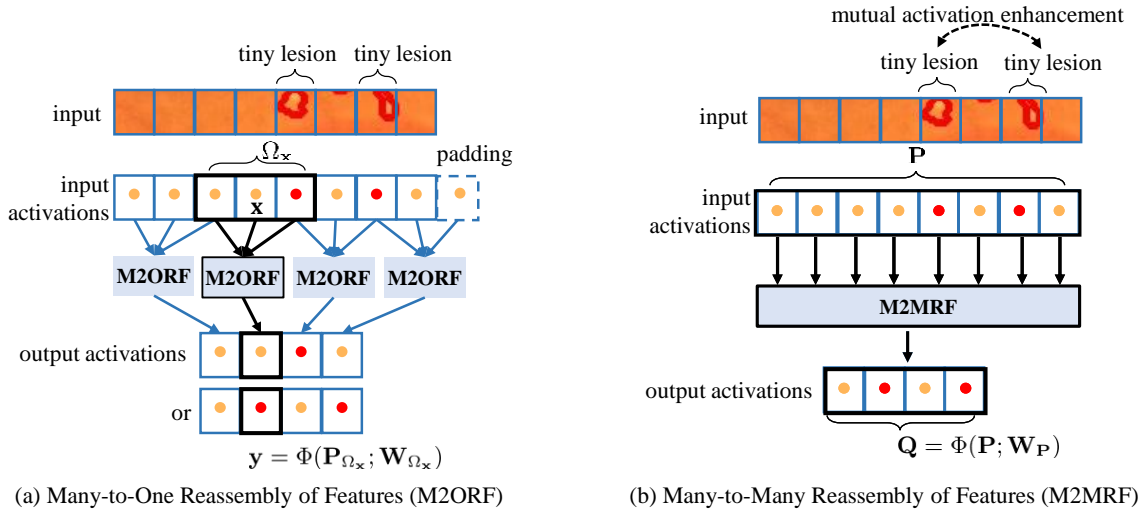 tiny lesion tiny lesion
input
Ωx
padding
input
activations
x
M2ORF M2ORF M2ORF M2ORF
output activations
or
y = Φ(PΩx; WΩx)
(a) Many-to-One Reassembly of Features (M2ORF)
mutual activation enhancement
tiny lesion tiny lesion
input
P
input
activations
M2MRF
output activations
Q = Φ(P; WP)
(b) Many-to-Many Reassembly of Features (M2MRF)